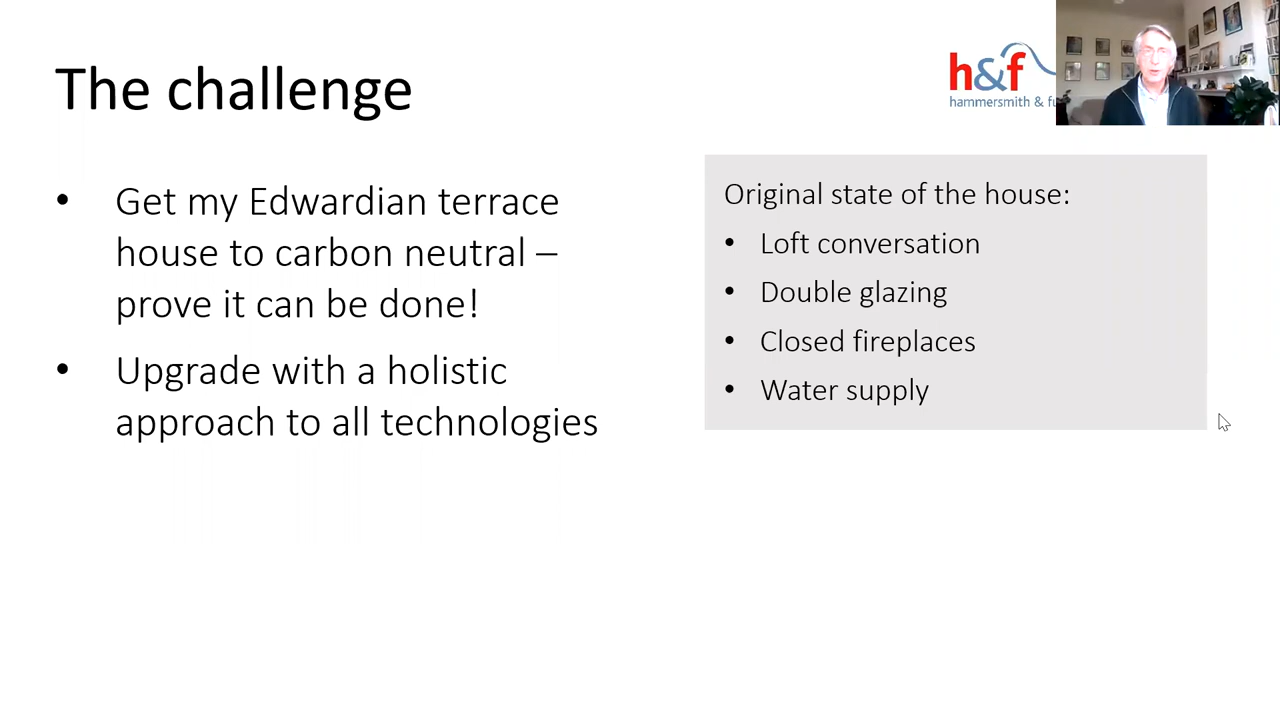 The challenge
h&f
hammersmith &
• Get my Edwardian terrace
house to carbon neutral –
prove it can be done!
• Upgrade with a holistic
approach to all technologies
Original state of the house:
• Loft conversation
• Double glazing
• Closed fireplaces
• Water supply